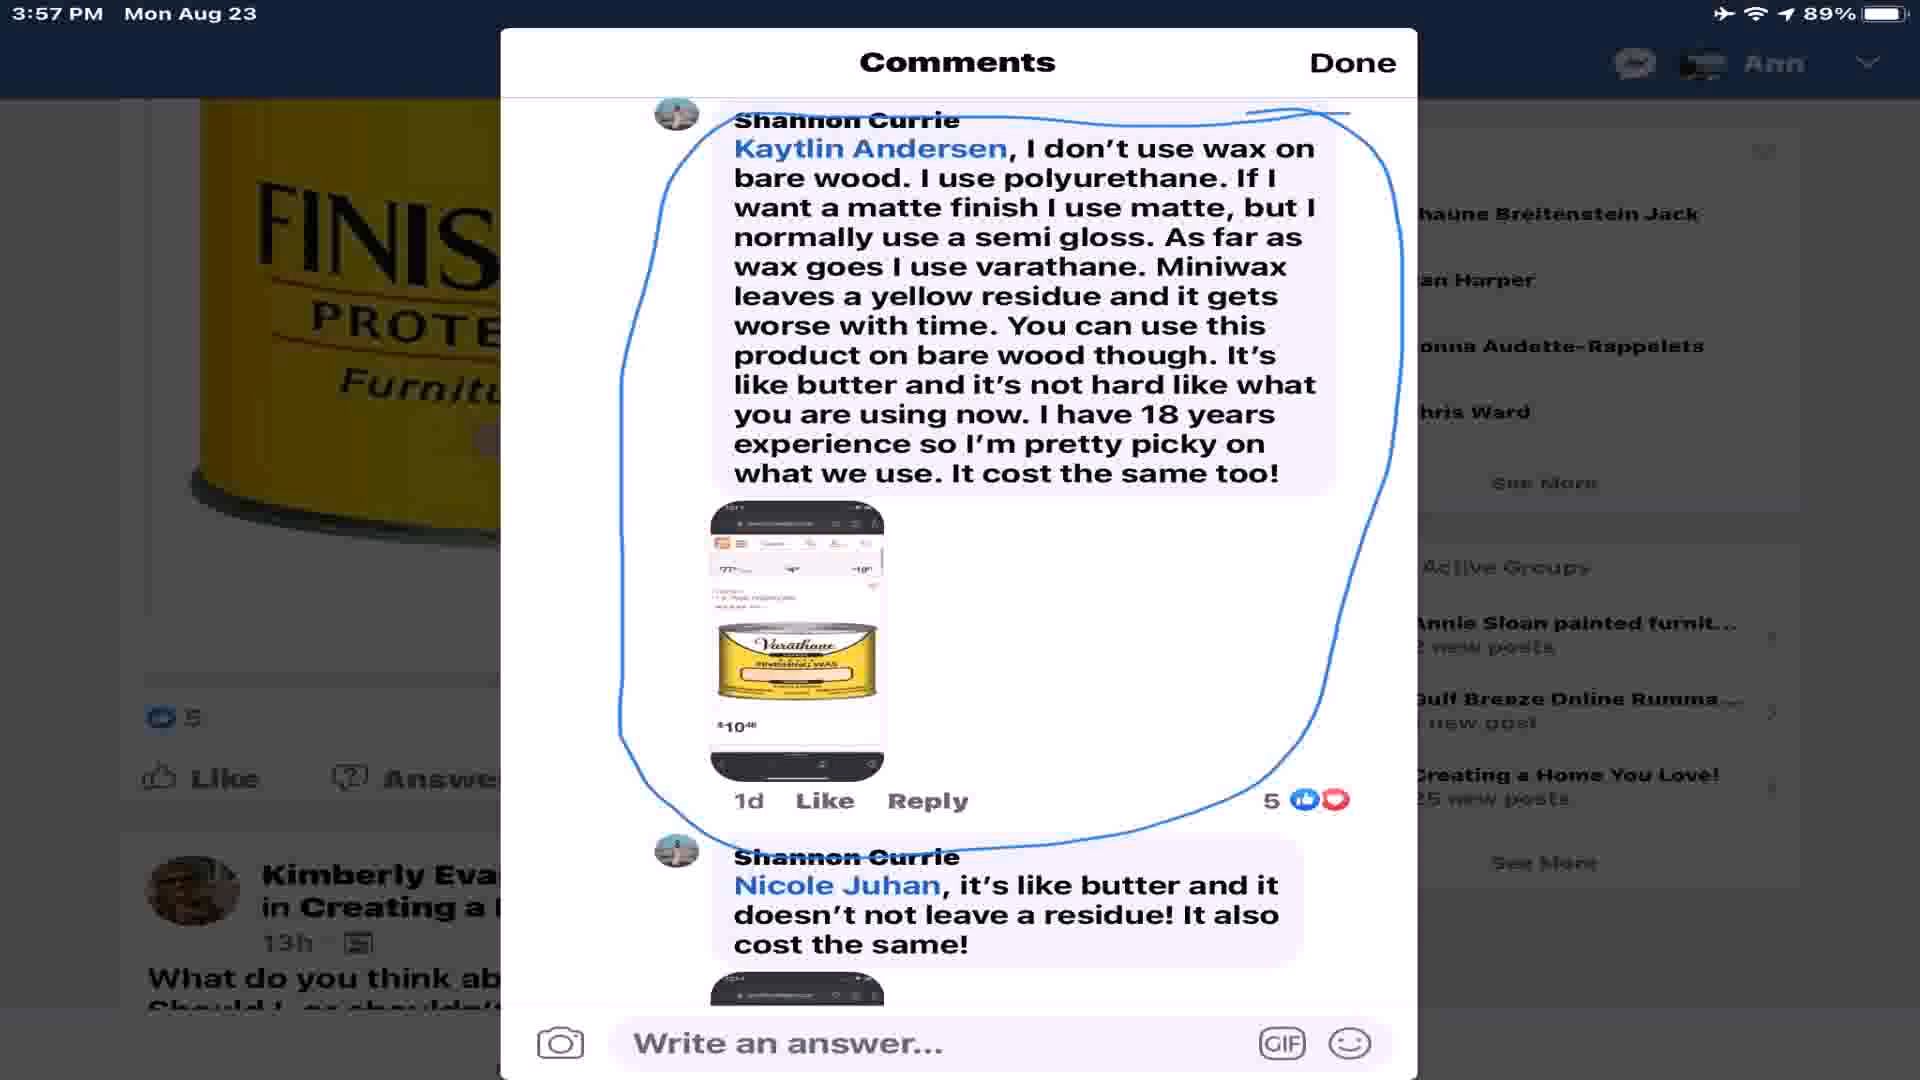 3:57 PM Mon Aug 23
89%
Ann
Comments
Done
Shannon Currie
Kaytlin Andersen, I don’t use wax on
bare wood. I use polyurethane. If I
want a matte finish I use matte, but I
normally use a semi gloss. As far as
wax goes I use varathane. Miniwax
leaves a yellow residue and it gets
worse with time. You can use this
product on bare wood though. It’s
like butter and it’s not hard like what
you are using now. I have 18 years
experience so I’m pretty picky on
what we use. It cost the same too!
Varathane
FINISHING WAX
$10
1d Like Reply
5
Shannon Currie
Nicole Juhan, it’s like butter and it
doesn’t not leave a residue! It also
cost the same!
Write an answer...
GIF
FINIS
PROTE
Furnitu
5
Like Answe
Kimberly Eva
in Creating a
13h
What do you think ab
haune Breitenstein Jack
an Harper
onna Audette-Rappelets
hris Ward
See More
Active Groups
Annie Sloan painted furnit...
2 new posts
Gulf Breeze Online Rumma...
new post
Creating a Home You Love!
25 new posts
See More